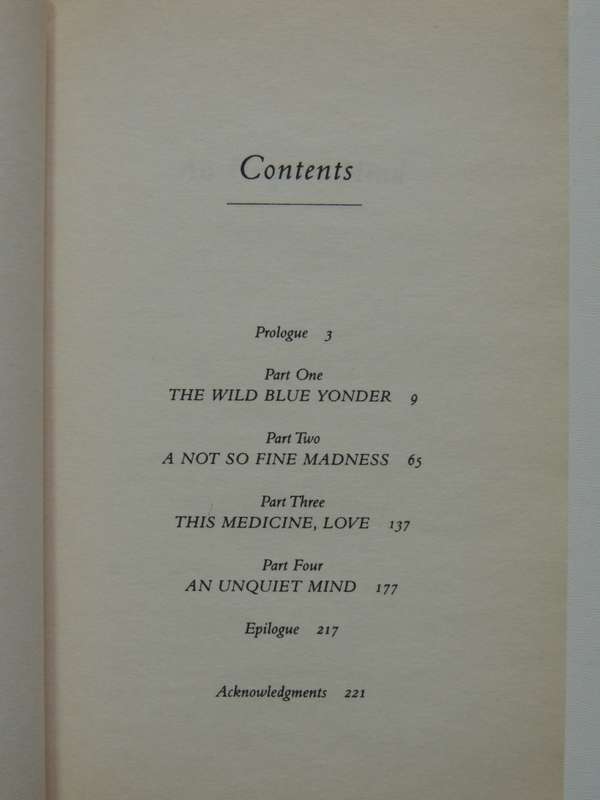 Contents
Prologue 3
Part One
THE WILD BLUE YONDER 9
Part Two
A NOT SO FINE MADNESS 65
Part Three
THIS MEDICINE, LOVE 137
Part Four
AN UNQUIET MIND 177
Epilogue 217
Acknowledgments 221